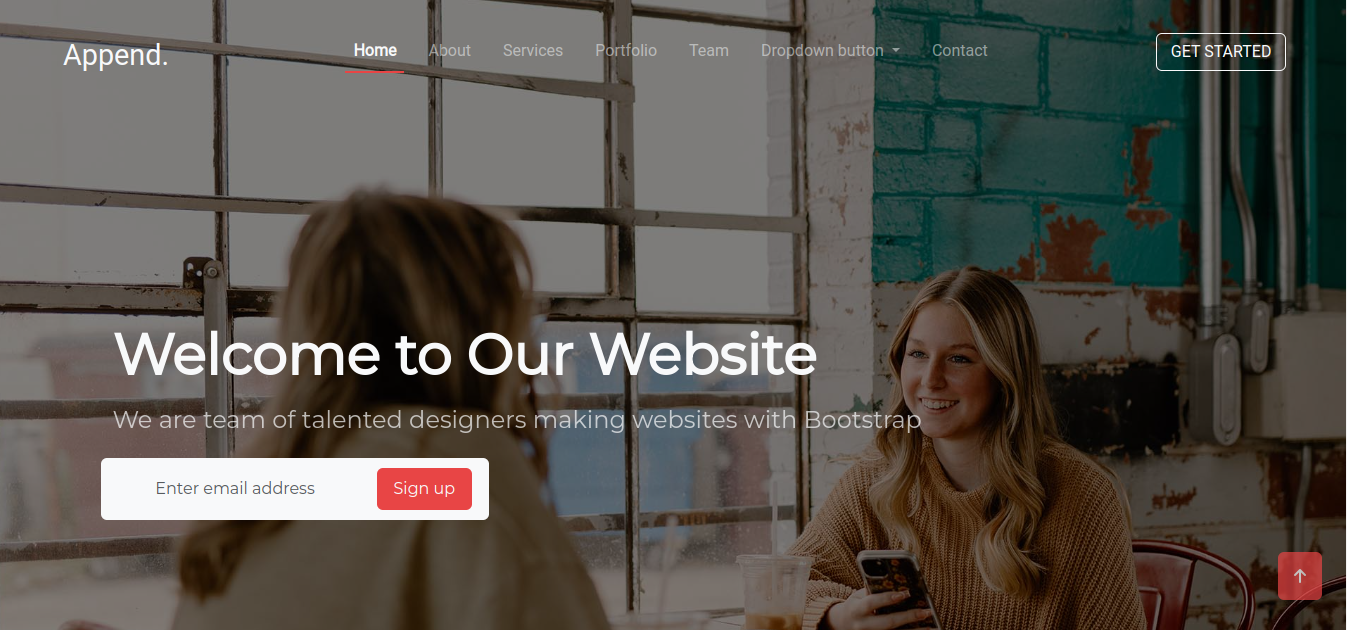 Append.
Home About Services Portfolio Team Dropdown button Contact
GET STARTED
Welcome to Our Website
We are team of talented designers making websites with Bootstrap
Enter email address
Sign up